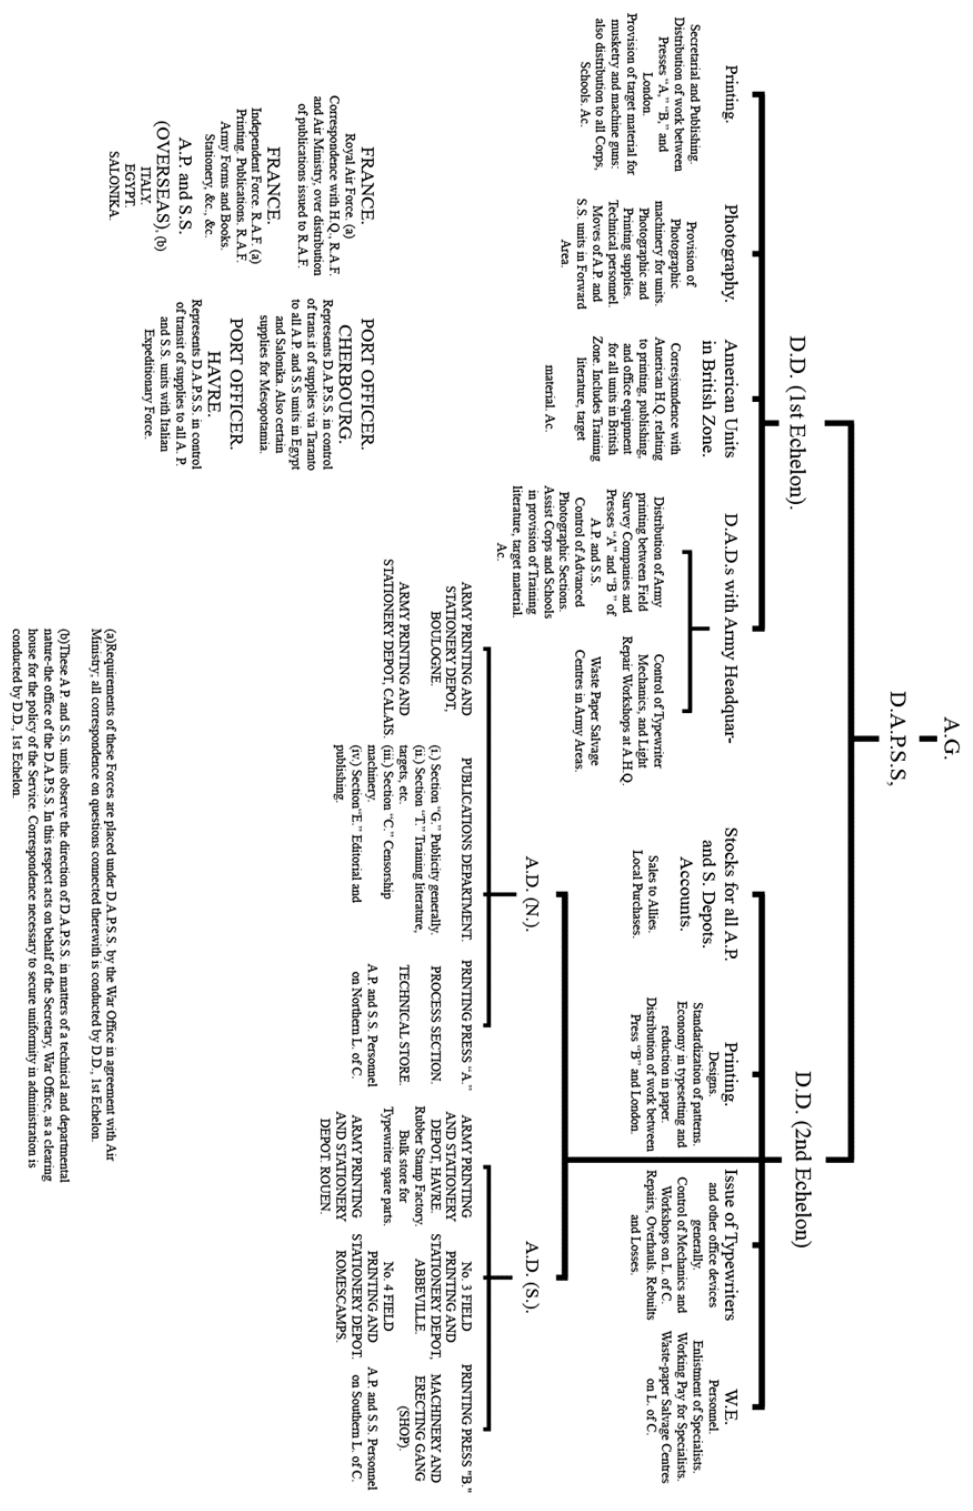 A.G.
D.A.P.S.S,
D.D. (1st Echelon).
D.D. (2nd Echelon)
Printing.
Secretarial and Publishing.
Distribution of work between
Presses “A,” “B,” and
London.
Provision of target material for
musketry and machine guns:
also distribution to all Corps,
Schools. Ac.
Photography.
Provision of
Photographic
machinery for units.
Photographic and
Printing supplies.
Technical personnel.
Moves of A.P. and
S.S. units in Forward
Area.
American Units
in British Zone.
Corresjxmdence with
American H.Q. relating
to printing, publishing,
and office equipment
for all units in British
Zone. Includes Training
literature, target
material. Ac.
D.A.D.s with Army Headquar-
Distribution of Army
printing between Field
Survey Companies and
Presses “A” and “B ” of
A.P. and S.S.
Control of Advanced
Photographic Sections.
Assist Corps and Schools
in provision of Training
literature, target material.
Ac.
Control of Typewriter
Mechanics, and Light
Repair Workshops at A.H.Q.
Waste Paper Salvage
Centres in Army Areas.
Stocks for all A.P.
and S. Depots.
Accounts.
Sales to Allies.
Local Purchases.
Printing.
Designs.
Standardization of patterns.
Economy in typesetting and
reduction in paper.
Distribution of work between
Press “B” and London.
Issue of Typewriters
and other office devices
generally.
Control of Mechanics and
Workshops on L. of C.
Repairs, Overhauls. Rebuilts
and Losses.
W.E.
Personnel.
Enlistment of Specialists.
Working Pay for Specialists.
Waste-paper Salvage Centres
on L. of C.
A.D. (N.).
A.D. (S.).
ARMY PRINTING AND
STATIONERY DEPOT,
BOULOGNE.
ARMY PRINTING AND
STATIONERY DEPOT, CALAIS.
PUBLICATIONS DEPARTMENT.
(i.) Section “G.” Publicity generally.
(ii.) Section “T.” Training literature,
targets, etc.
(iii.) Section “C.” Censorship
machinery.
(iv.) Section“E.” Editorial and
publishing.
PRINTING PRESS “A.”
PROCESS SECTION.
TECHNICAL STORE.
A.P. and S.S. Personnel
on Northern L. of C.
ARMY PRINTING
AND STATIONERY
DEPOT, HAVRE.
Rubber Stamp Factory.
Bulk store for
Typewriter spare parts.
ARMY PRINTING
AND STATIONERY
DEPOT. ROUEN.
No. 3 FIELD
PRINTING AND
STATIONERY DEPOT,
ABBEVILLE.
No. 4 FIELD
PRINTING AND
STATIONERY DEPOT.
ROMESCAMPS.
PRINTING PRESS "B."
MACHINERY AND
ERECTING GANG
(SHOP).
A.P. and S.S. Personnel
on Southern L. of C.
FRANCE.
Royal Air Force. (a)
Correspondence with H.Q., R.A.F.
and Air Ministry, over distribution
of publications issued to R.A.F.
FRANCE.
Independent Force. R.A.F. (a)
Printing. Publications, R.A.F.
Army Forms and Books.
Stationery, &c., &c.
A.P. and S.S.
(OVERSEAS), (b)
ITALY.
EGYPT.
SALONIKA.
PORT OFFICER.
CHERBOURG.
Represents D.A.P.S.S. in control
of trans.it of supplies via Taranto
to all A.P. and S.S units in Egypt
and Salonika. Also certain
supplies for Mesopotamia.
PORT OFFICER.
HAVRE.
Represents D.A.P.S.S. in control
of transit of supplies to all A. P.
and S.S. units with Italian
Expeditionary Force.
(a)Requirements of these Forces are placed under D.A.P.S.S. by the War Office in agreement with Air
Ministry; all correspondence on questions connected therewith is conducted by D.D., 1st Echelon.
(b)These A.P. and S.S. units observe the direction of D.A.P.S.S. in matters of a technical and departmental
nature-the office of the D.A.P.S.S. In this respect acts on behalf of the Secretary, War Office, as a clearing
house for the policy of the Service. Correspondence necessary to secure uniformity in administration is
conducted by D.D., 1st Echelon.